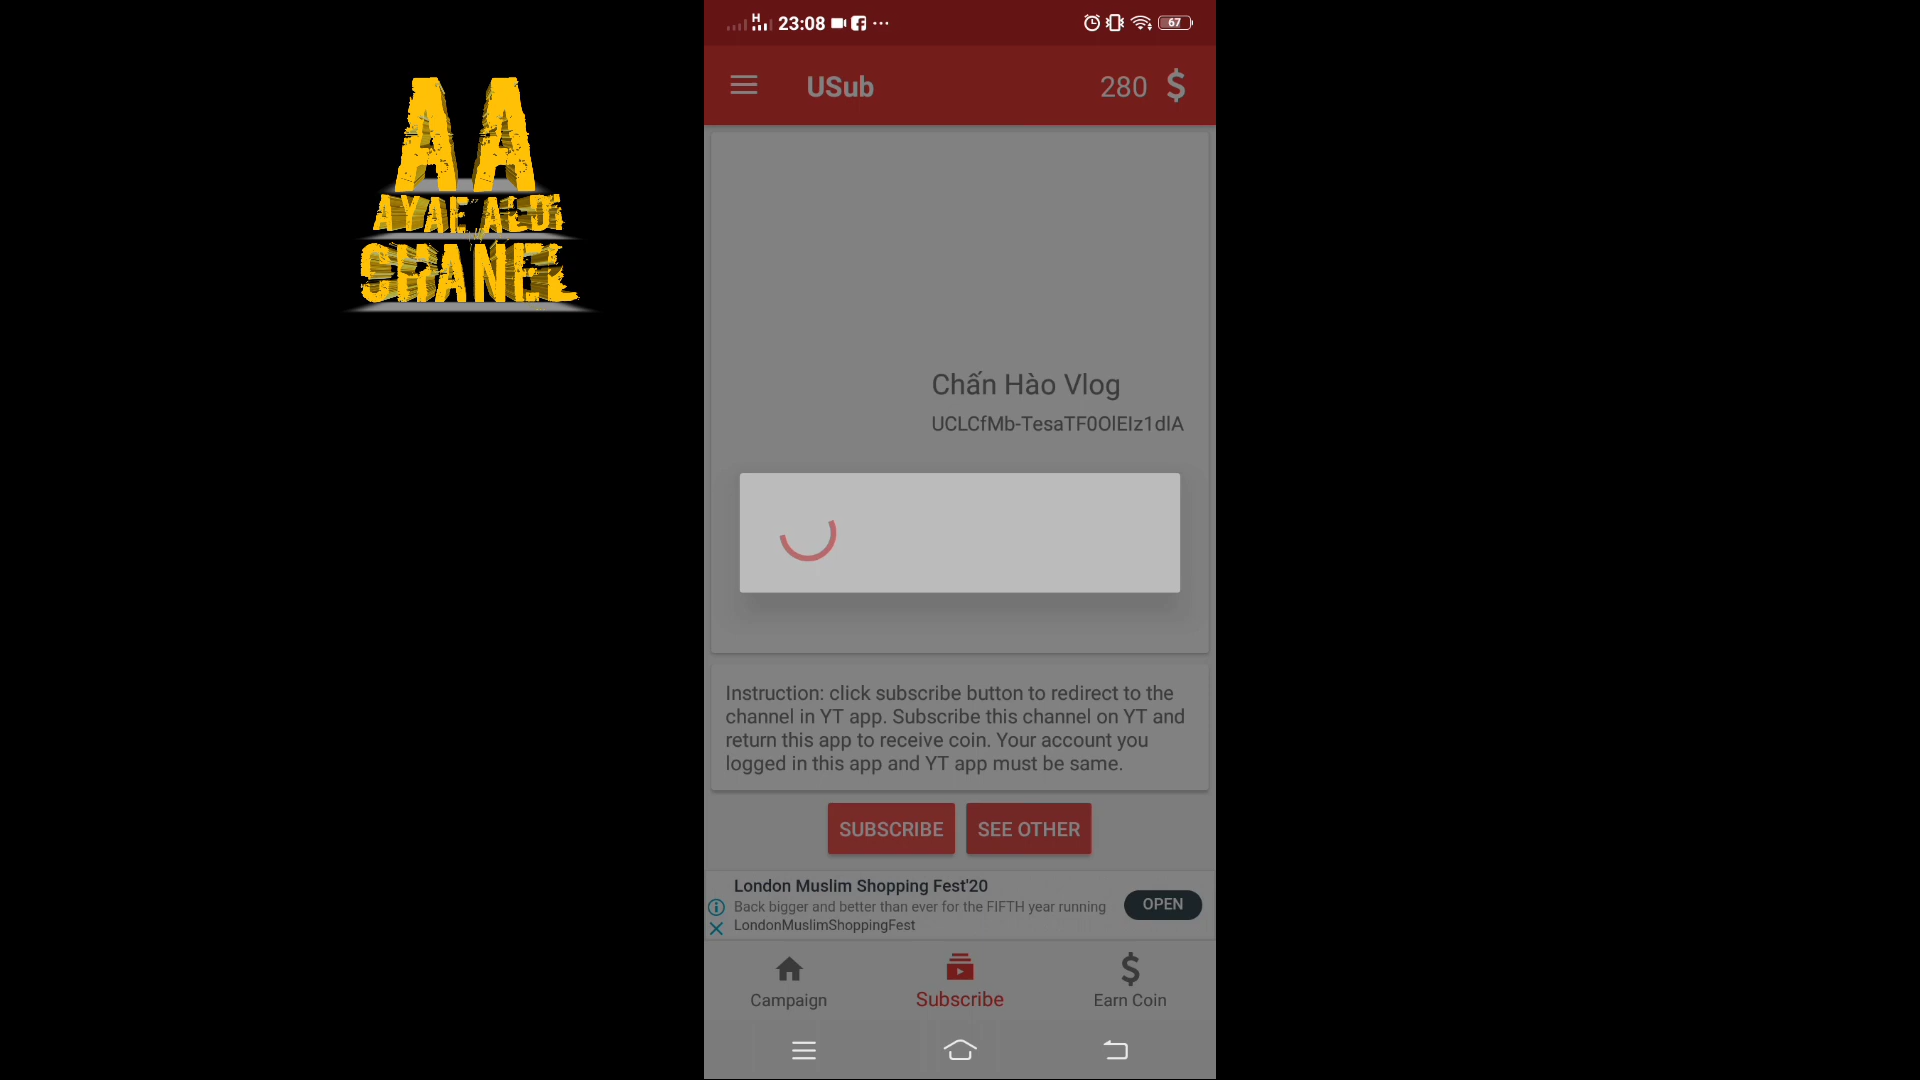 AA
AYAE ALDI
CHANEL
H
23:08
67
USub
280 $
Chấn Hào Vlog
UCLCfMb-TesaTF0OlEIz1dlA
Instruction: click subscribe button to redirect to the
channel in YT app. Subscribe this channel on YT and
return this app to receive coin. Your account you
logged in this app and YT app must be same.
SUBSCRIBE
SEE OTHER
London Muslim Shopping Fest'20
Back bigger and better than ever for the FIFTH year running
LondonMuslimShoppingFest
OPEN
Campaign
Subscribe
Earn Coin